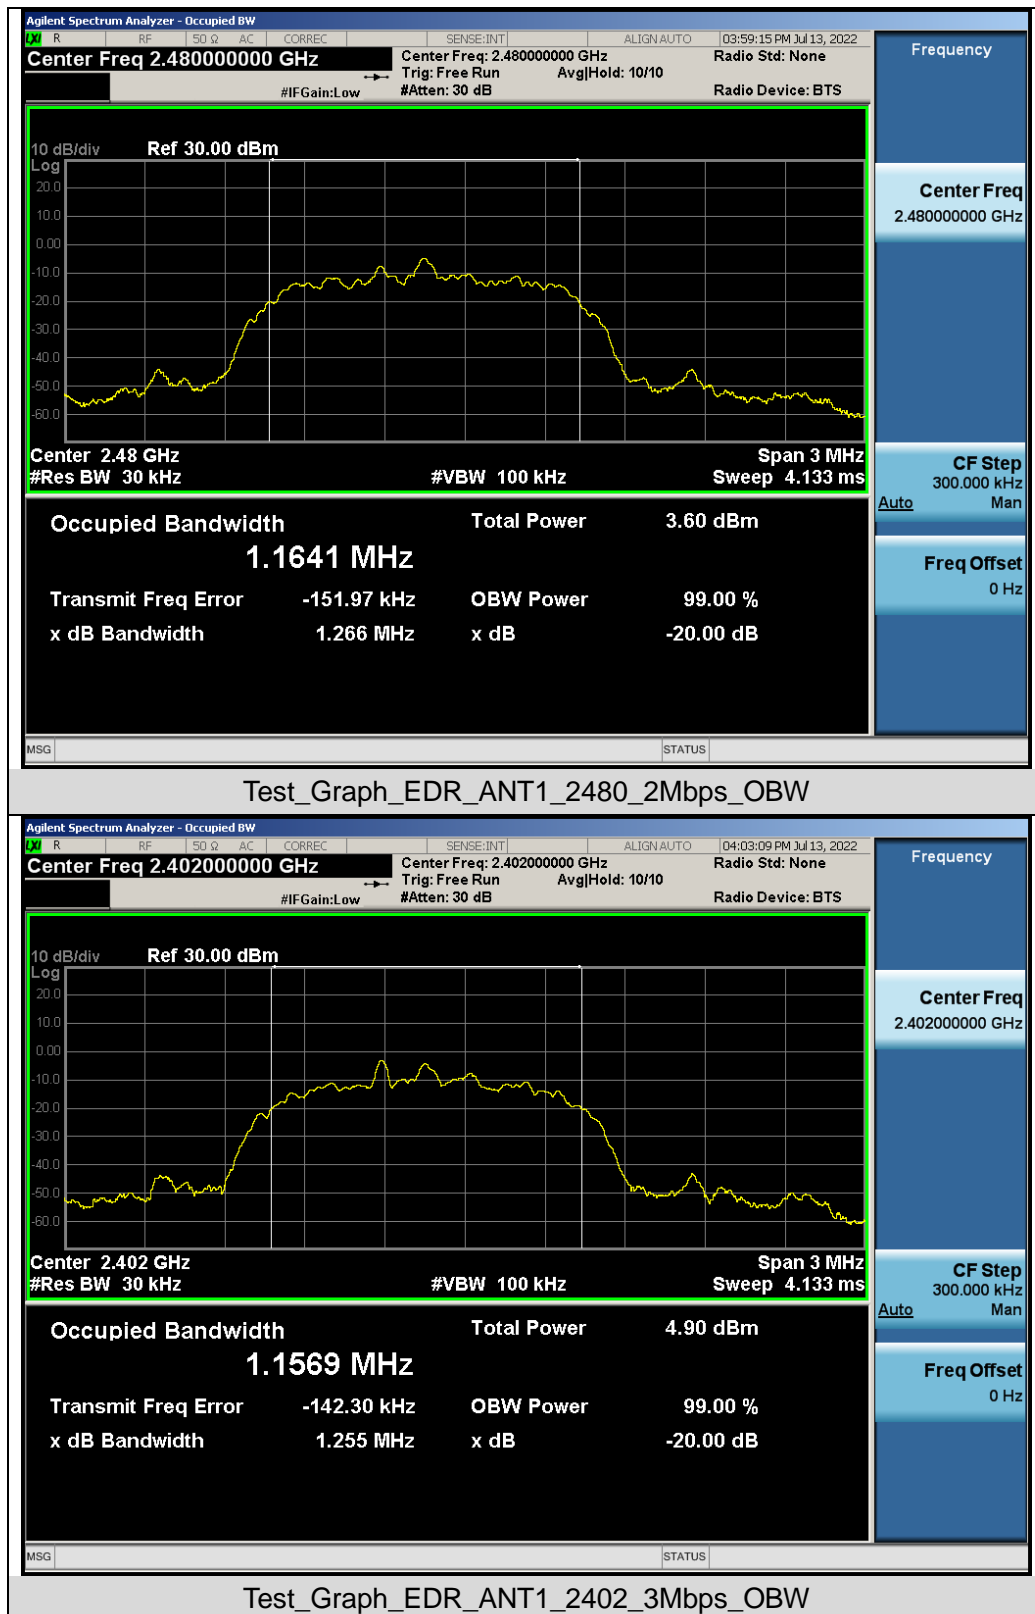 Agilent Spectrum Analyzer - Occupied BW
LXI R RF 50 Ω AC CORREC SENSE:INT ALIGN AUTO 03:59:15 PM Jul 13, 2022
Center Freq 2.480000000 GHz
Center Freq: 2.480000000 GHz
Radio Std: None
Trig: Free Run Avg|Hold: 10/10
#IFGain:Low
#Atten: 30 dB
Radio Device: BTS
Frequency
10 dB/div Ref 30.00 dBm
Log
20.0
10.0
0.00
-10.0
-20.0
-30.0
-40.0
-50.0
-60.0
Center 2.48 GHz Span 3 MHz
#Res BW 30 kHz #VBW 100 kHz Sweep 4.133 ms
Center Freq
2.480000000 GHz
CF Step
300.000 kHz
Auto Man
Freq Offset
0 Hz
Occupied Bandwidth Total Power 3.60 dBm
1.1641 MHz
Transmit Freq Error -151.97 kHz OBW Power 99.00 %
x dB Bandwidth 1.266 MHz x dB -20.00 dB
MSG STATUS
Test_Graph_EDR_ANT1_2480_2Mbps_OBW
Agilent Spectrum Analyzer - Occupied BW
LXI R RF 50 Ω AC CORREC SENSE:INT ALIGN AUTO 04:03:09 PM Jul 13, 2022
Center Freq 2.402000000 GHz
Center Freq: 2.402000000 GHz
Radio Std: None
Trig: Free Run Avg|Hold: 10/10
#IFGain:Low
#Atten: 30 dB
Radio Device: BTS
Frequency
10 dB/div Ref 30.00 dBm
Log
20.0
10.0
0.00
-10.0
-20.0
-30.0
-40.0
-50.0
-60.0
Center 2.402 GHz Span 3 MHz
#Res BW 30 kHz #VBW 100 kHz Sweep 4.133 ms
Center Freq
2.402000000 GHz
CF Step
300.000 kHz
Auto Man
Freq Offset
0 Hz
Occupied Bandwidth Total Power 4.90 dBm
1.1569 MHz
Transmit Freq Error -142.30 kHz OBW Power 99.00 %
x dB Bandwidth 1.255 MHz x dB -20.00 dB
MSG STATUS
Test_Graph_EDR_ANT1_2402_3Mbps_OBW